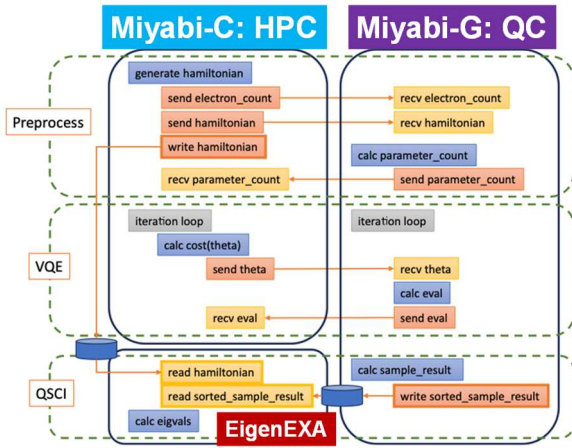 Miyabi-C: HPC
Miyabi-G: QC
Preprocess
generate hamiltonian
send electron_count
recv electron_count
send hamiltonian
recv hamiltonian
write hamiltonian
calc parameter_count
recv parameter_count
send parameter_count
VQE
iteration loop
iteration loop
calc cost(theta)
send theta
recv theta
calc eval
recv eval
send eval
QSCI
read hamiltonian
calc sample_result
read sorted_sample_result
write sorted_sample_result
calc eigvals
EigenEXA